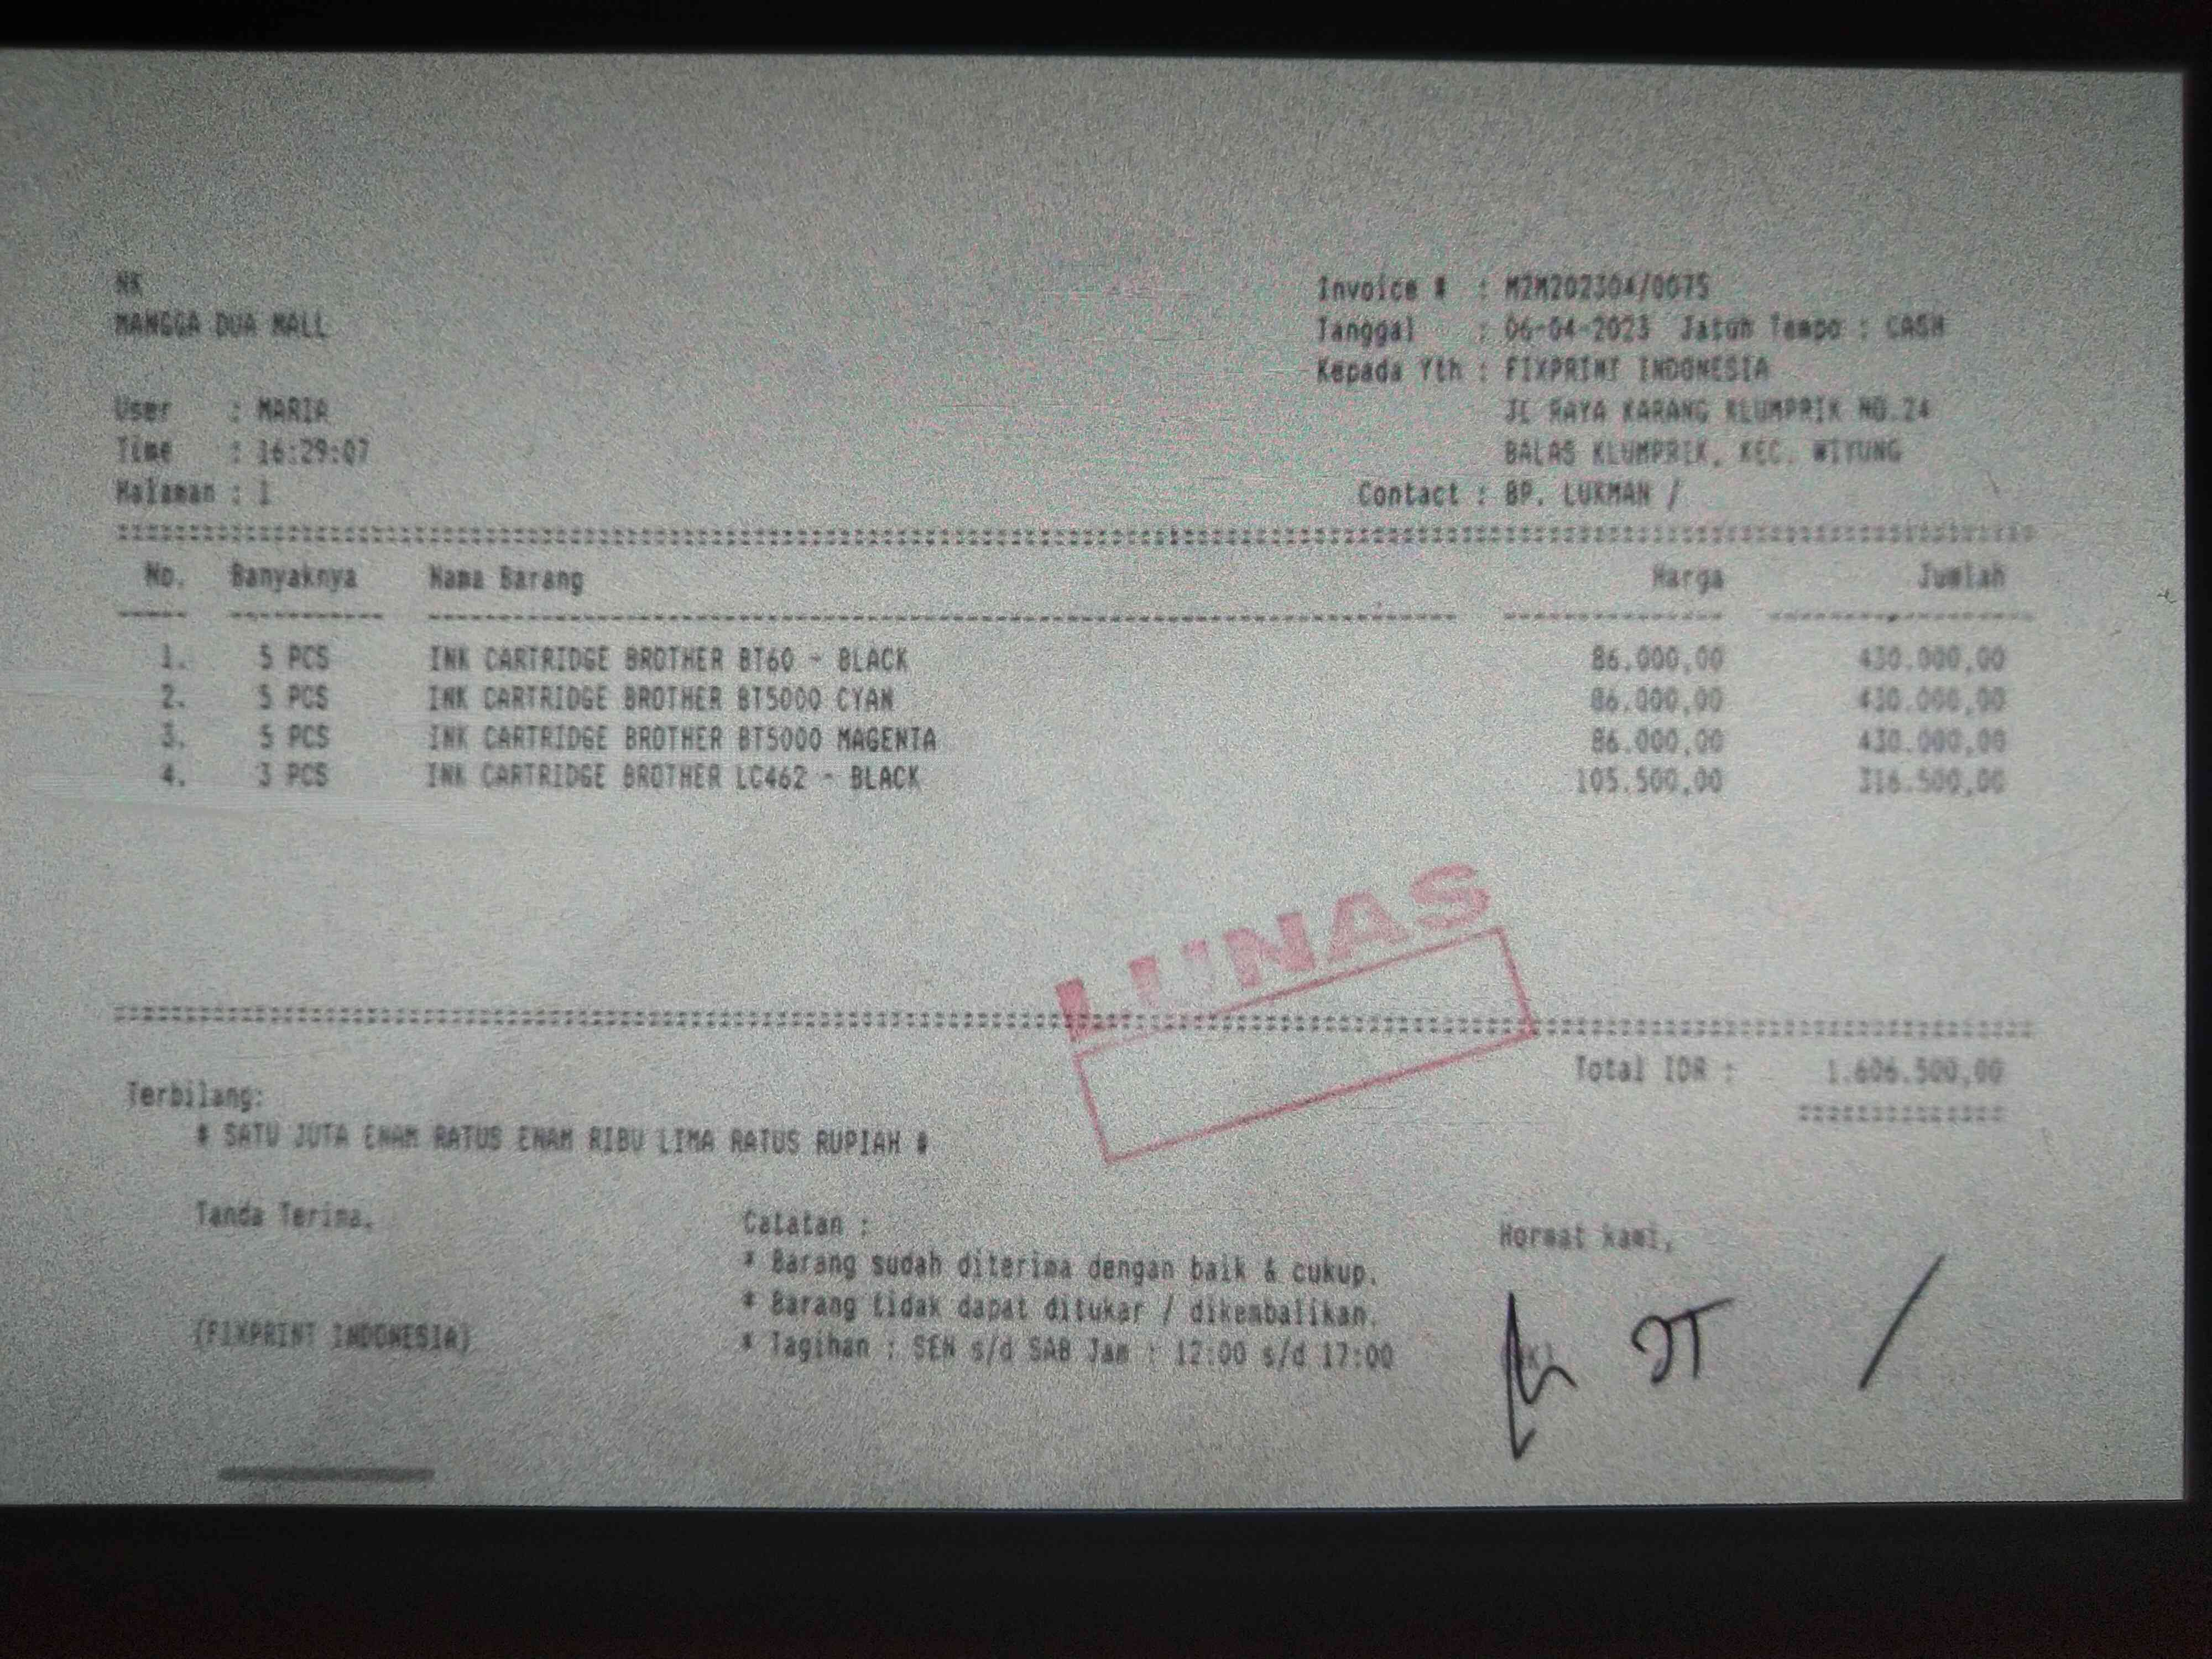 NK
MANGGA DUA MALL
Invoice # : M2M202304/0075
Tanggal : 06-04-2023 Jatuh Tempo : CASH
Kepada Yth : FIXPRINT INDONESIA
JL RAYA KARANG KLUMPRIK NO.24
BALAS KLUMPRIK, KEC. WIYUNG
Contact : BP. LUKMAN /
User : MARIA
Time : 16:29:07
Halaman : 1
No. Banyaknya Nama Barang Harga Jumlah
1. 5 PCS INK CARTRIDGE BROTHER BT60 - BLACK 86.000,00 430.000,00
2. 5 PCS INK CARTRIDGE BROTHER BT5000 CYAN 86.000,00 430.000,00
3. 5 PCS INK CARTRIDGE BROTHER BT5000 MAGENTA 86.000,00 430.000,00
4. 3 PCS INK CARTRIDGE BROTHER LC462 - BLACK 105.500,00 316.500,00
LUNAS
Total IDR : 1.606.500,00
Terbilang:
# SATU JUTA ENAM RATUS ENAM RIBU LIMA RATUS RUPIAH #
Tanda Terima,
(FIXPRINT INDONESIA)
Catatan :
* Barang sudah diterima dengan baik & cukup.
* Barang tidak dapat ditukar / dikembalikan.
* Tagihan : SEN s/d SAB Jam : 12:00 s/d 17:00
Hormat kami,